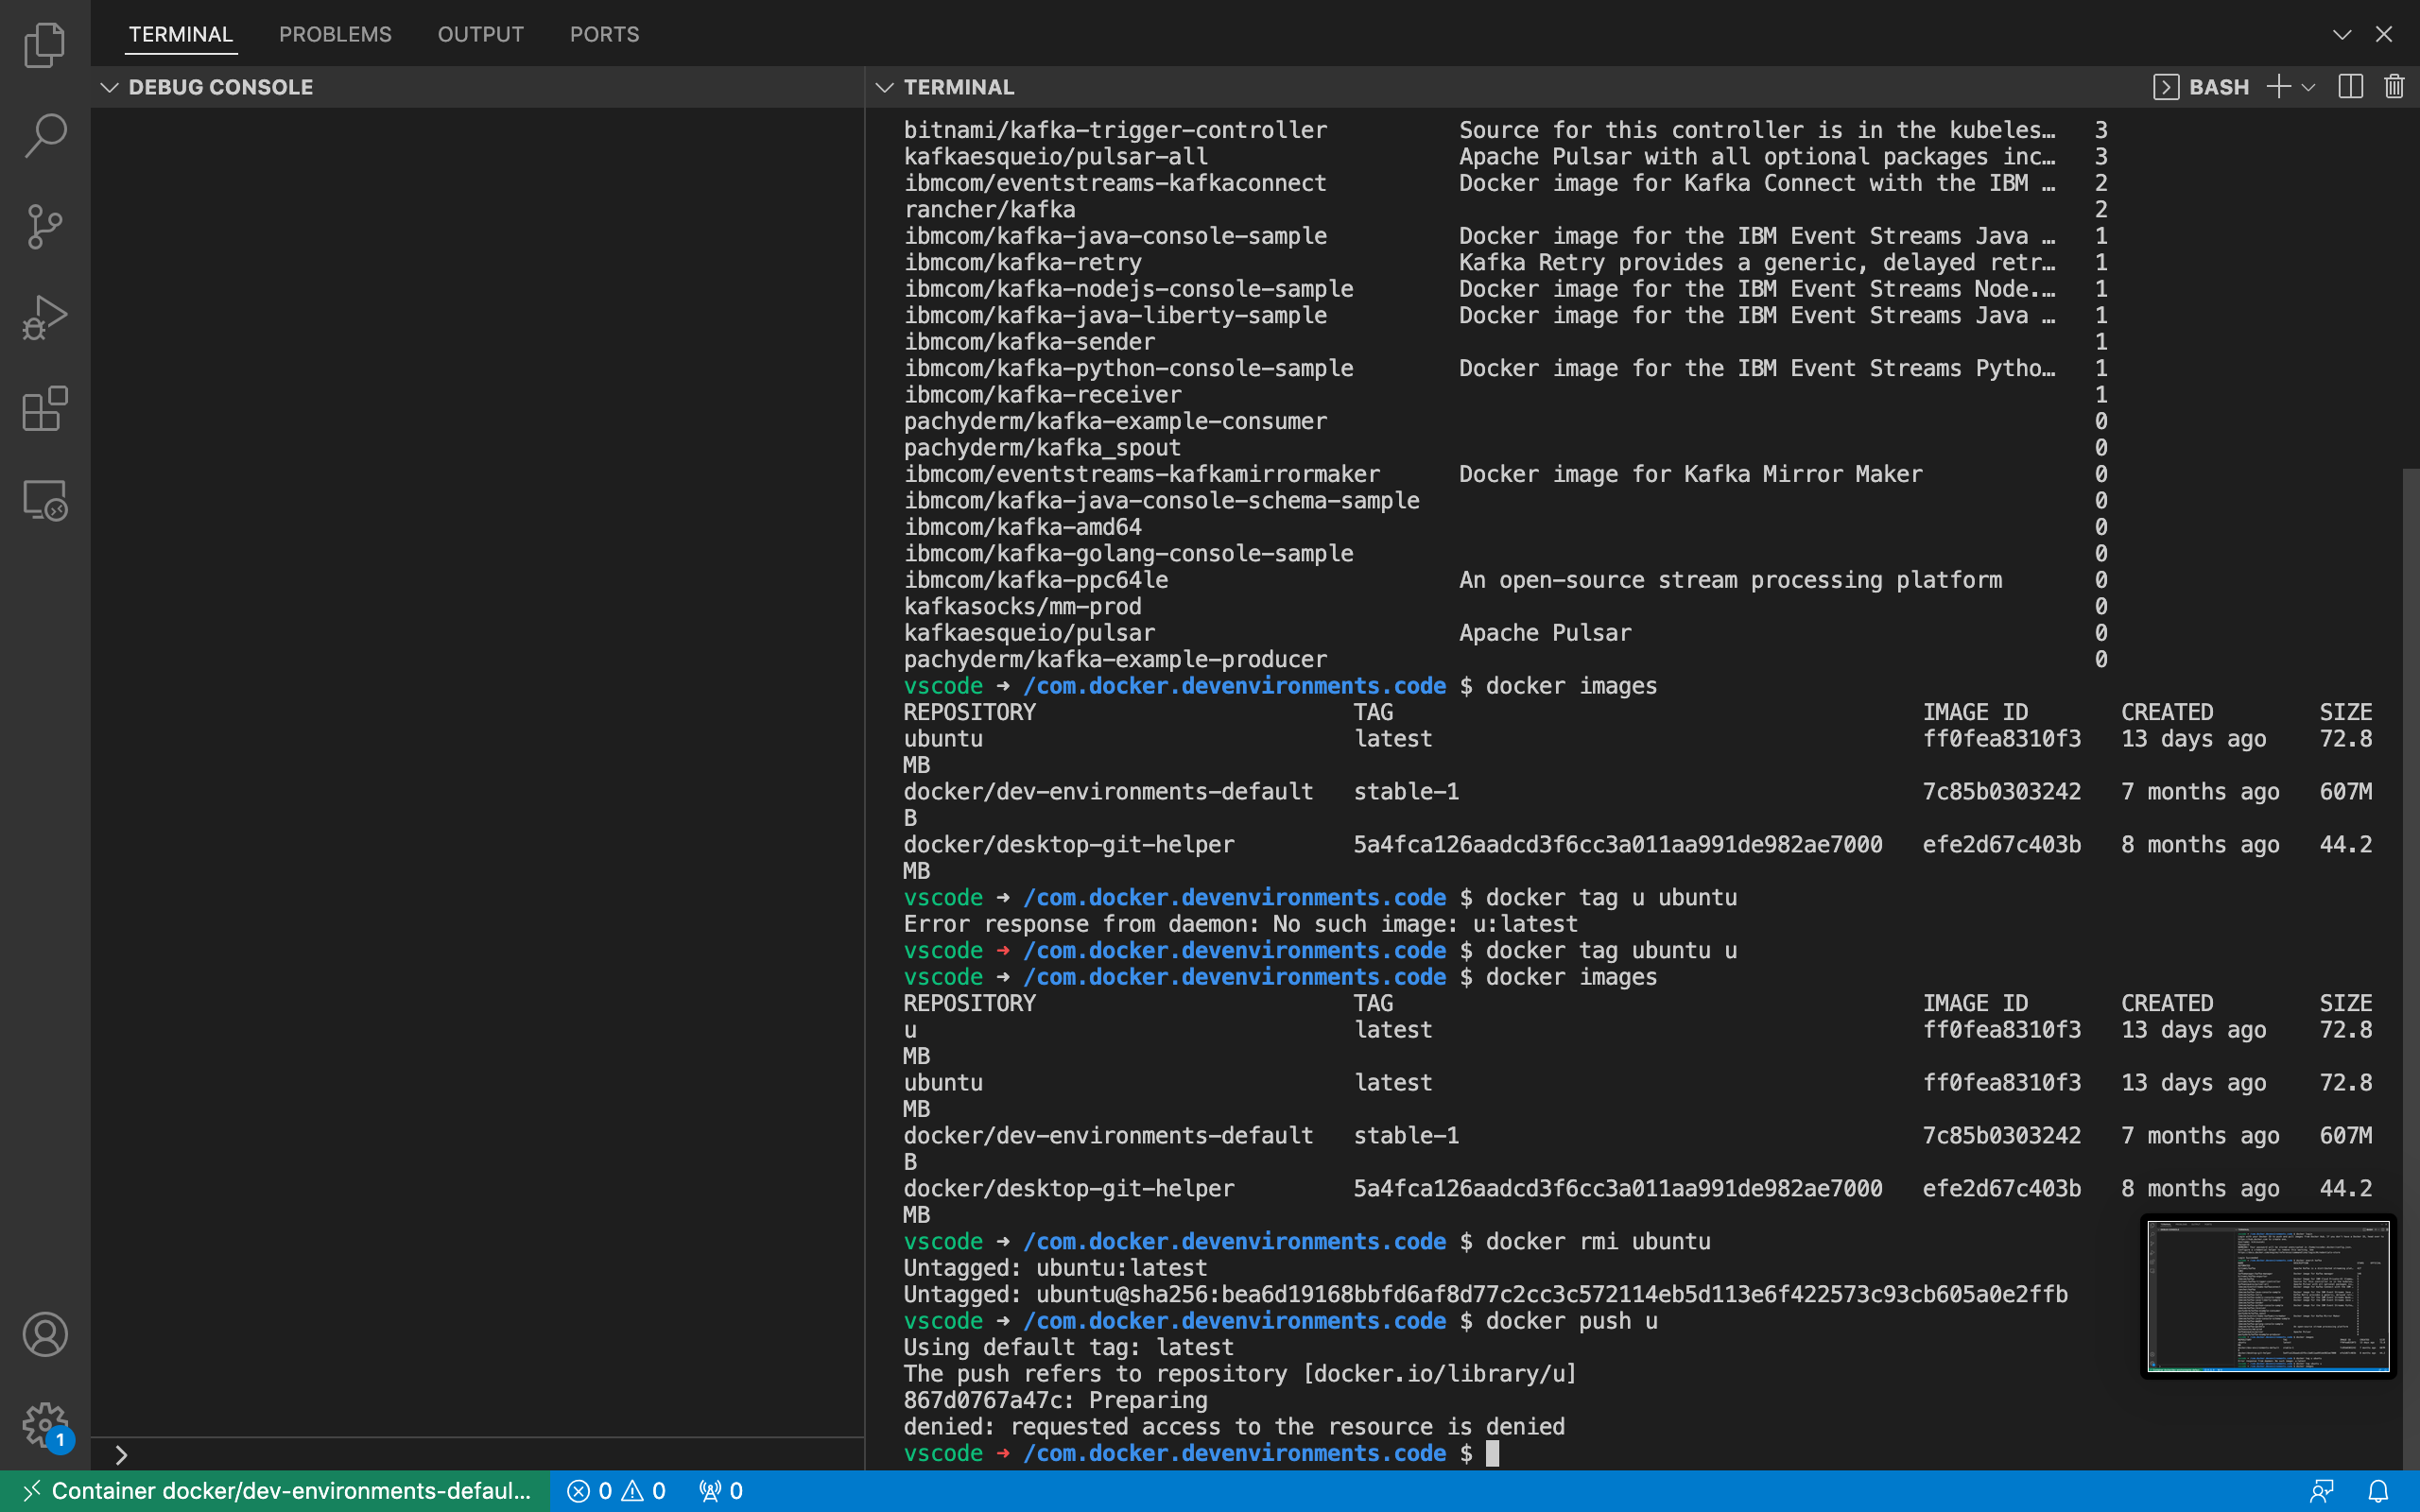 TERMINAL PROBLEMS OUTPUT PORTS
DEBUG CONSOLE
TERMINAL
BASH
bitnami/kafka-trigger-controller Source for this controller is in the kubeles… 3
kafkaesqueio/pulsar-all Apache Pulsar with all optional packages inc… 3
ibmcom/eventstreams-kafkaconnect Docker image for Kafka Connect with the IBM … 2
rancher/kafka 2
ibmcom/kafka-java-console-sample Docker image for the IBM Event Streams Java … 1
ibmcom/kafka-retry Kafka Retry provides a generic, delayed retr… 1
ibmcom/kafka-nodejs-console-sample Docker image for the IBM Event Streams Node.… 1
ibmcom/kafka-java-liberty-sample Docker image for the IBM Event Streams Java … 1
ibmcom/kafka-sender 1
ibmcom/kafka-python-console-sample Docker image for the IBM Event Streams Pytho… 1
ibmcom/kafka-receiver 1
pachyderm/kafka-example-consumer 0
pachyderm/kafka_spout 0
ibmcom/eventstreams-kafkamirrormaker Docker image for Kafka Mirror Maker 0
ibmcom/kafka-java-console-schema-sample 0
ibmcom/kafka-amd64 0
ibmcom/kafka-golang-console-sample 0
ibmcom/kafka-ppc64le An open-source stream processing platform 0
kafkasocks/mm-prod 0
kafkaesqueio/pulsar Apache Pulsar 0
pachyderm/kafka-example-producer 0
vscode ➜ /com.docker.devenvironments.code $ docker images
REPOSITORY TAG IMAGE ID CREATED SIZE
ubuntu latest ff0fea8310f3 13 days ago 72.8
MB
docker/dev-environments-default stable-1 7c85b0303242 7 months ago 607M
B
docker/desktop-git-helper 5a4fca126aadcd3f6cc3a011aa991de982ae7000 efe2d67c403b 8 months ago 44.2
MB
vscode ➜ /com.docker.devenvironments.code $ docker tag u ubuntu
Error response from daemon: No such image: u:latest
vscode ➜ /com.docker.devenvironments.code $ docker tag ubuntu u
vscode ➜ /com.docker.devenvironments.code $ docker images
REPOSITORY TAG IMAGE ID CREATED SIZE
u latest ff0fea8310f3 13 days ago 72.8
MB
ubuntu latest ff0fea8310f3 13 days ago 72.8
MB
docker/dev-environments-default stable-1 7c85b0303242 7 months ago 607M
B
docker/desktop-git-helper 5a4fca126aadcd3f6cc3a011aa991de982ae7000 efe2d67c403b 8 months ago 44.2
MB
vscode ➜ /com.docker.devenvironments.code $ docker rmi ubuntu
Untagged: ubuntu:latest
Untagged: ubuntu@sha256:bea6d19168bbfd6af8d77c2cc3c572114eb5d113e6f422573c93cb605a0e2ffb
vscode ➜ /com.docker.devenvironments.code $ docker push u
Using default tag: latest
The push refers to repository [docker.io/library/u]
867d0767a47c: Preparing
denied: requested access to the resource is denied
vscode ➜ /com.docker.devenvironments.code $
1
Container docker/dev-environments-defaul... 0 0 0